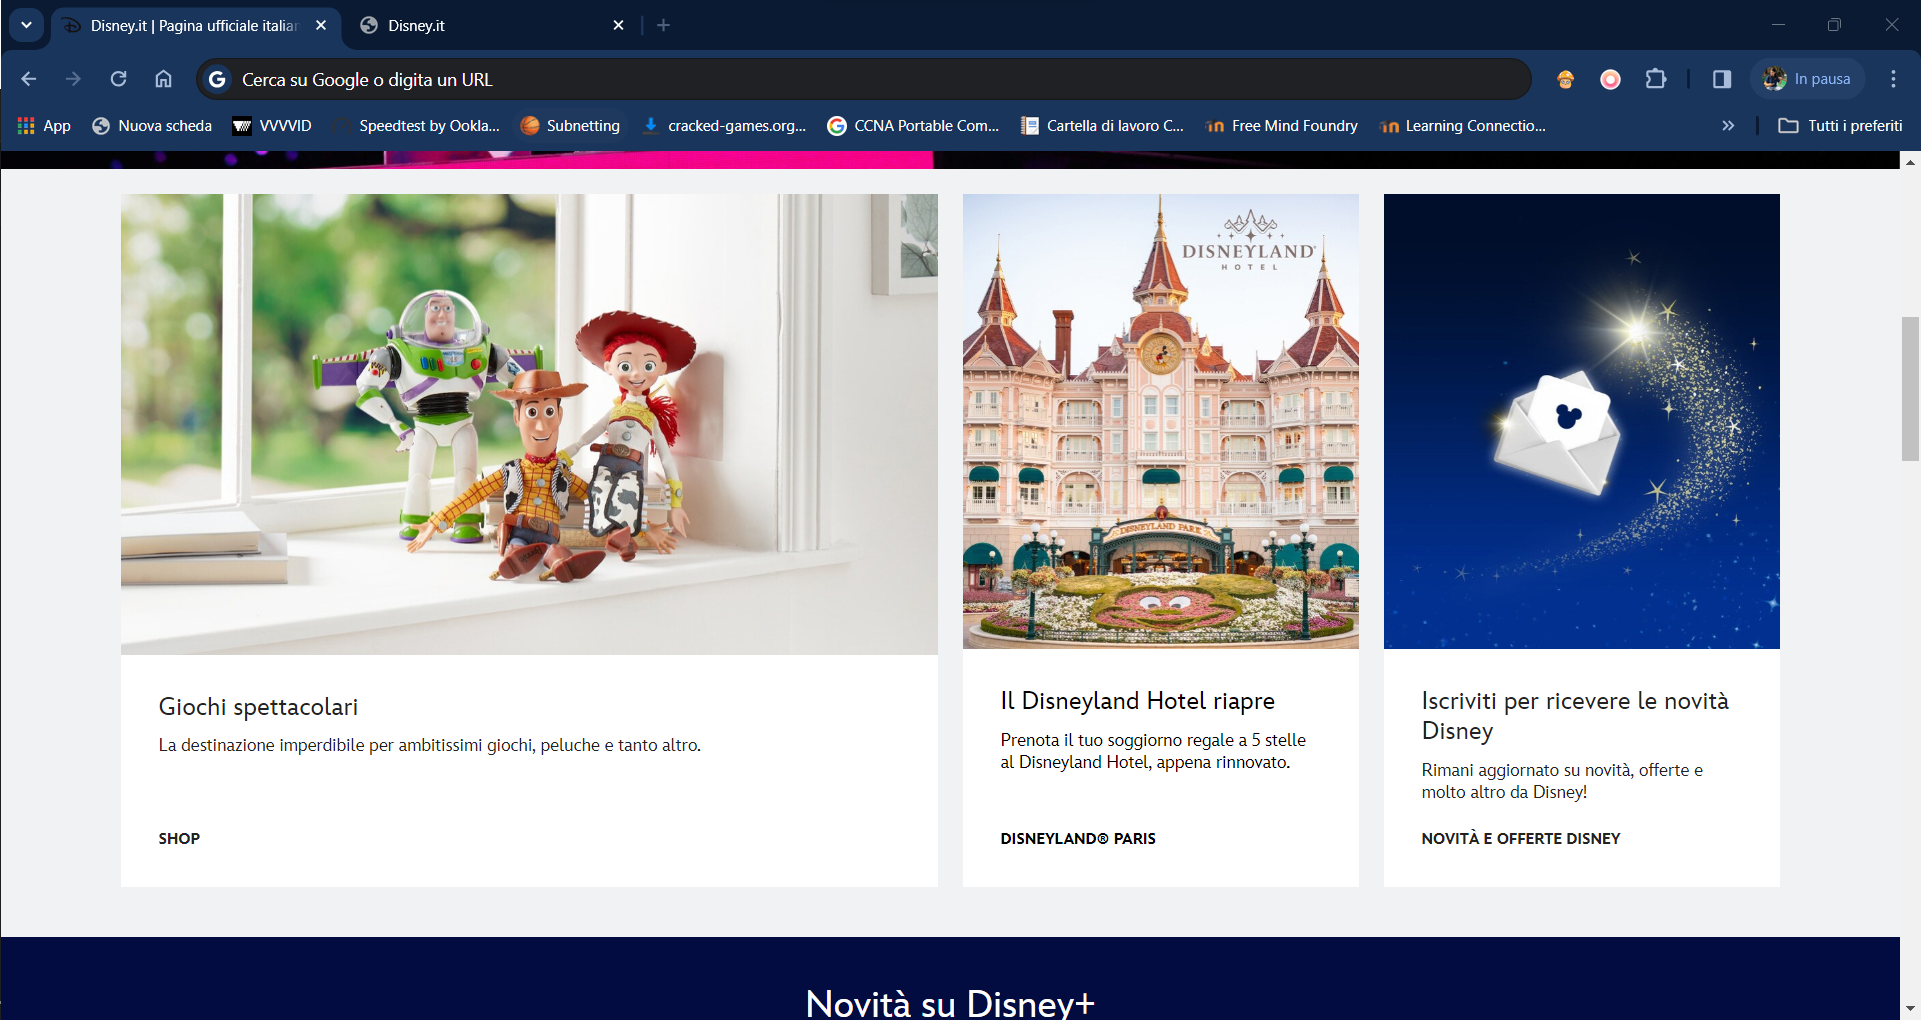 Disney.it | Pagina ufficiale italian
Disney.it
Cerca su Google o digita un URL
In pausa
App
Nuova scheda
VVVVID
Speedtest by Ookla...
Subnetting
cracked-games.org...
CCNA Portable Com...
Cartella di lavoro C...
Free Mind Foundry
Learning Connectio...
Tutti i preferiti
DISNEYLAND
HOTEL
DISNEYLAND PARK
Giochi spettacolari
La destinazione imperdibile per ambitissimi giochi, peluche e tanto altro.
SHOP
Il Disneyland Hotel riapre
Prenota il tuo soggiorno regale a 5 stelle
al Disneyland Hotel, appena rinnovato.
DISNEYLAND® PARIS
Iscriviti per ricevere le novità
Disney
Rimani aggiornato su novità, offerte e
molto altro da Disney!
NOVITÀ E OFFERTE DISNEY
Novità su Disney+